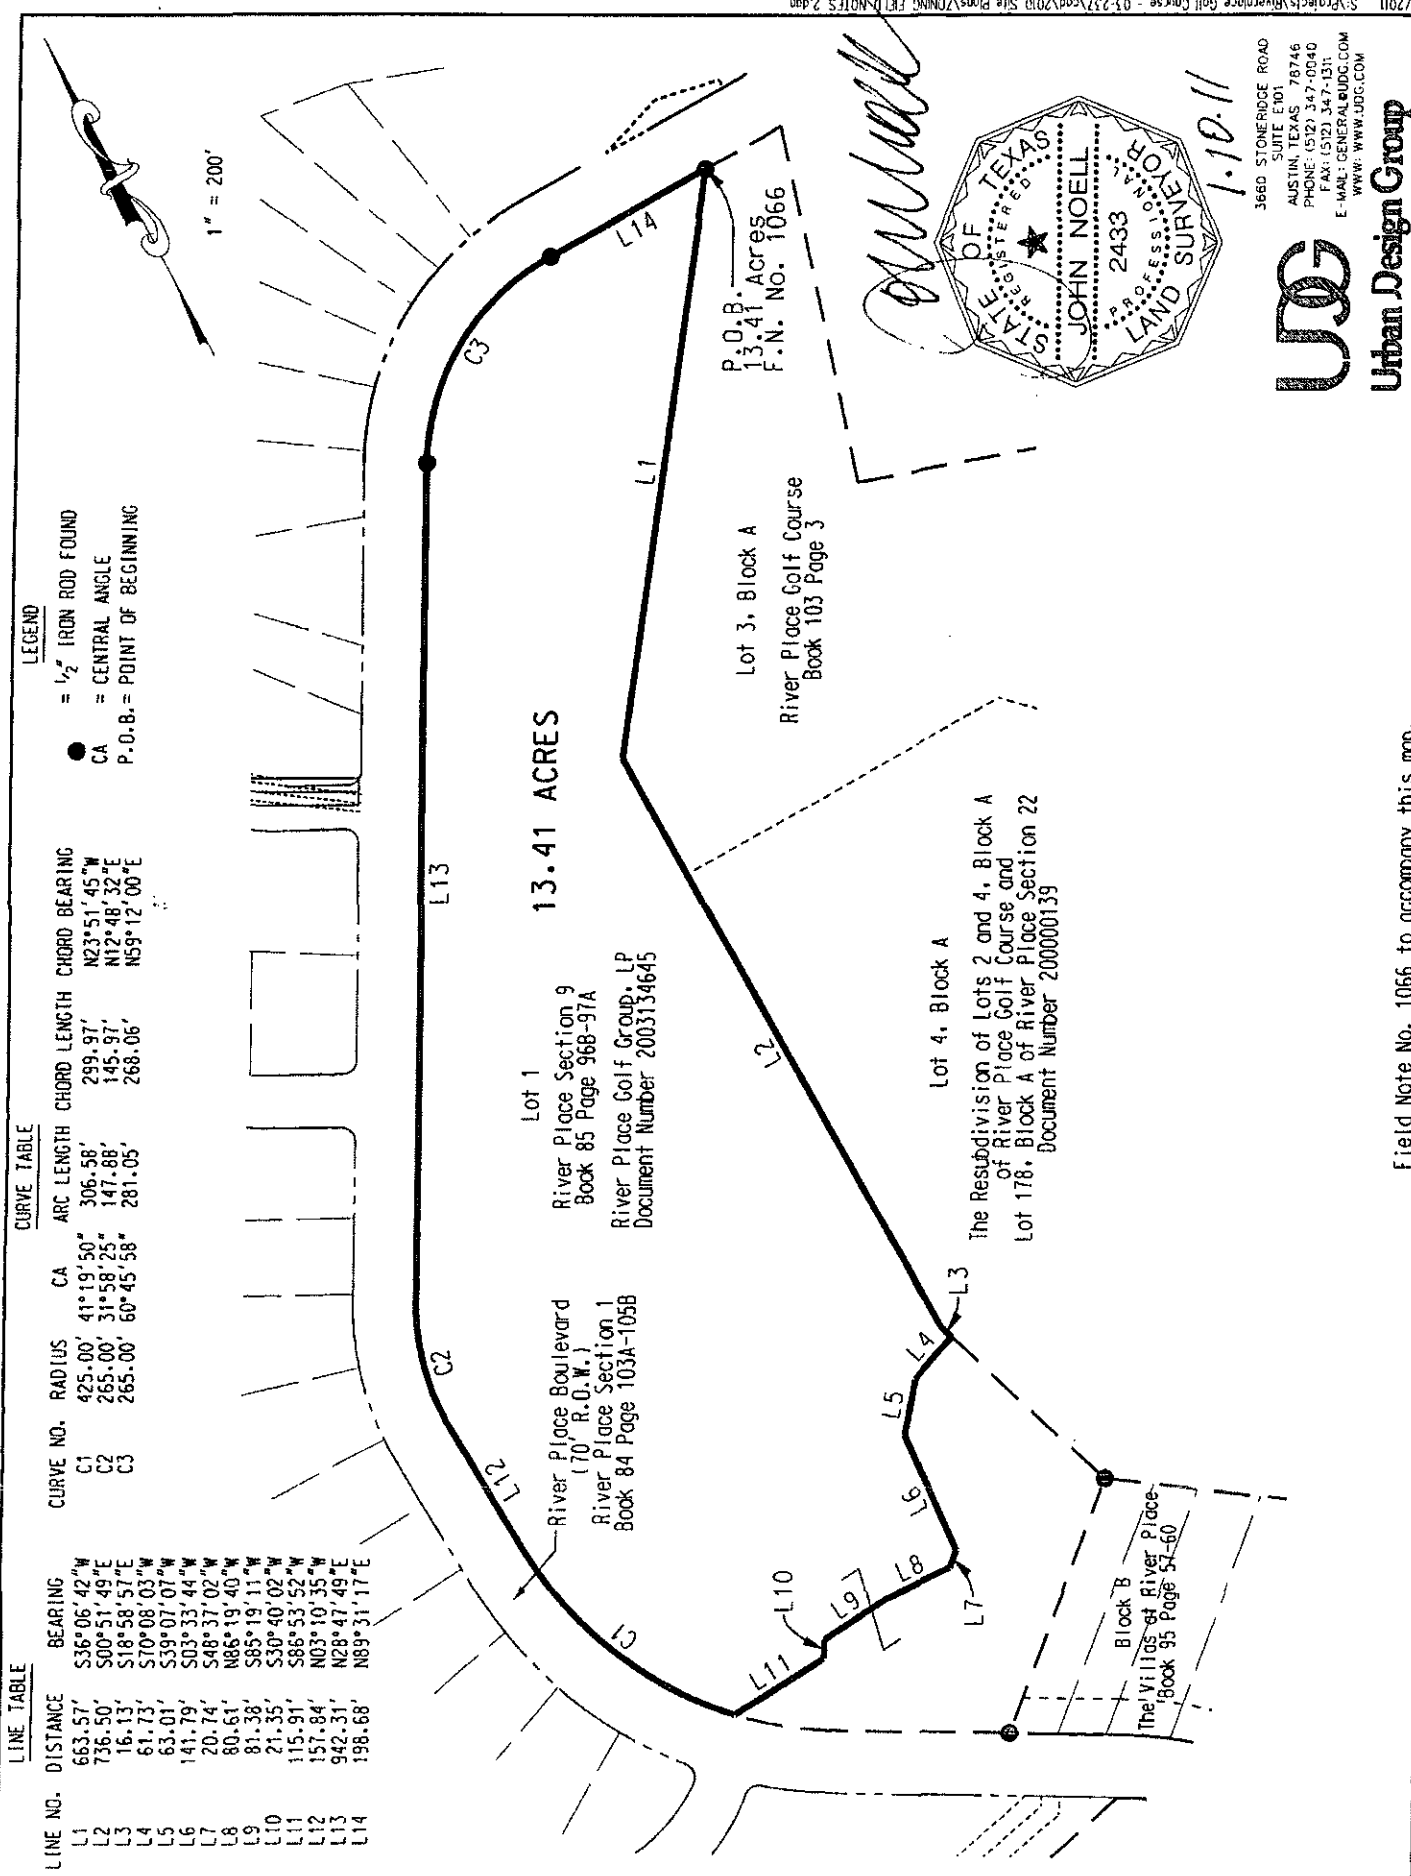 LINE TABLE
LINE NO. DISTANCE BEARING
L1 663.57' S36°06'42"W
L2 736.50' S00°51'49"E
L3 16.13' S18°58'57"E
L4 61.73' S70°08'03"W
L5 63.01' S39°07'07"W
L6 141.79' S03°33'44"W
L7 20.74' S48°37'02"W
L8 80.61' N86°19'40"W
L9 81.38' S85°19'11"W
L10 21.35' S30°40'02"W
L11 115.91' S86°53'52"W
L12 157.84' N03°10'35"W
L13 942.31' N28°47'49"E
L14 198.68' N89°31'17"E
CURVE TABLE
CURVE NO. RADIUS CA ARC LENGTH CHORD LENGTH CHORD BEARING
C1 425.00' 41°19'50" 306.58' 299.97' N23°51'45"W
C2 265.00' 31°58'25" 147.88' 145.97' N12°48'32"E
C3 265.00' 60°45'58" 281.05' 268.06' N59°12'00"E
LEGEND
● = 1/2" IRON ROD FOUND
CA = CENTRAL ANGLE
P.O.B. = POINT OF BEGINNING
1" = 200'
L14
C3
L13
C2
L12
C1
L11
L10
L9
L8
L7
L6
L5
L4
L3
L2
L1
13.41 ACRES
P.O.B.
13.41 Acres
F.N. No. 1066
Lot 1
River Place Section 9
Book 85 Page 96B-97A
River Place Golf Group, LP
Document Number 2003134645
River Place Boulevard
(70' R.O.W.)
River Place Section 1
Book 84 Page 103A-105B
Lot 3, Block A
River Place Golf Course
Book 103 Page 3
Lot 4, Block A
The Resubdivision of Lots 2 and 4, Block A
of River Place Golf Course and
Lot 178, Block A of River Place Section 22
Document Number 200000139
Block B
The Villas at River Place
Book 95 Page 57-60
STATE OF TEXAS
REGISTERED
JOHN NOELL
2433
PROFESSIONAL
LAND SURVEYOR
1.10.11
UDG
Urban Design Group
3660 STONERIDGE ROAD
SUITE E101
AUSTIN, TEXAS 78746
PHONE: (512) 347-0040
FAX: (512) 347-1311
E-MAIL: GENERAL@UDG.COM
WWW: WWW.UDG.COM
Field Note No. 1066 to accompany this map.